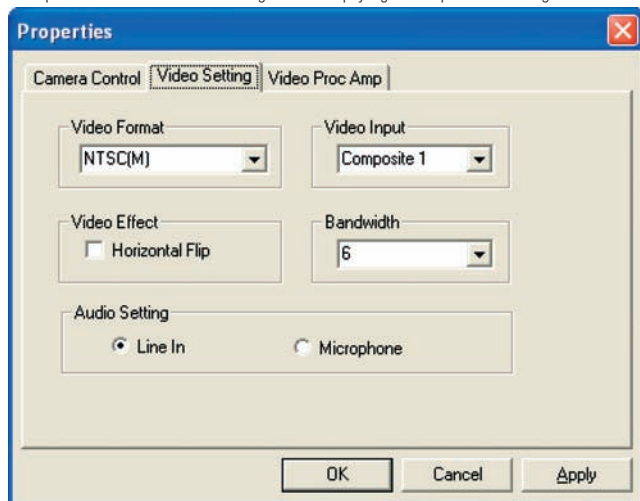 Properties
Camera Control Video Setting Video Proc Amp
Video Format Video Input
NTSC(M) Composite 1
Video Effect Bandwidth
Horizontal Flip 6
Audio Setting
Line In Microphone
OK Cancel Apply